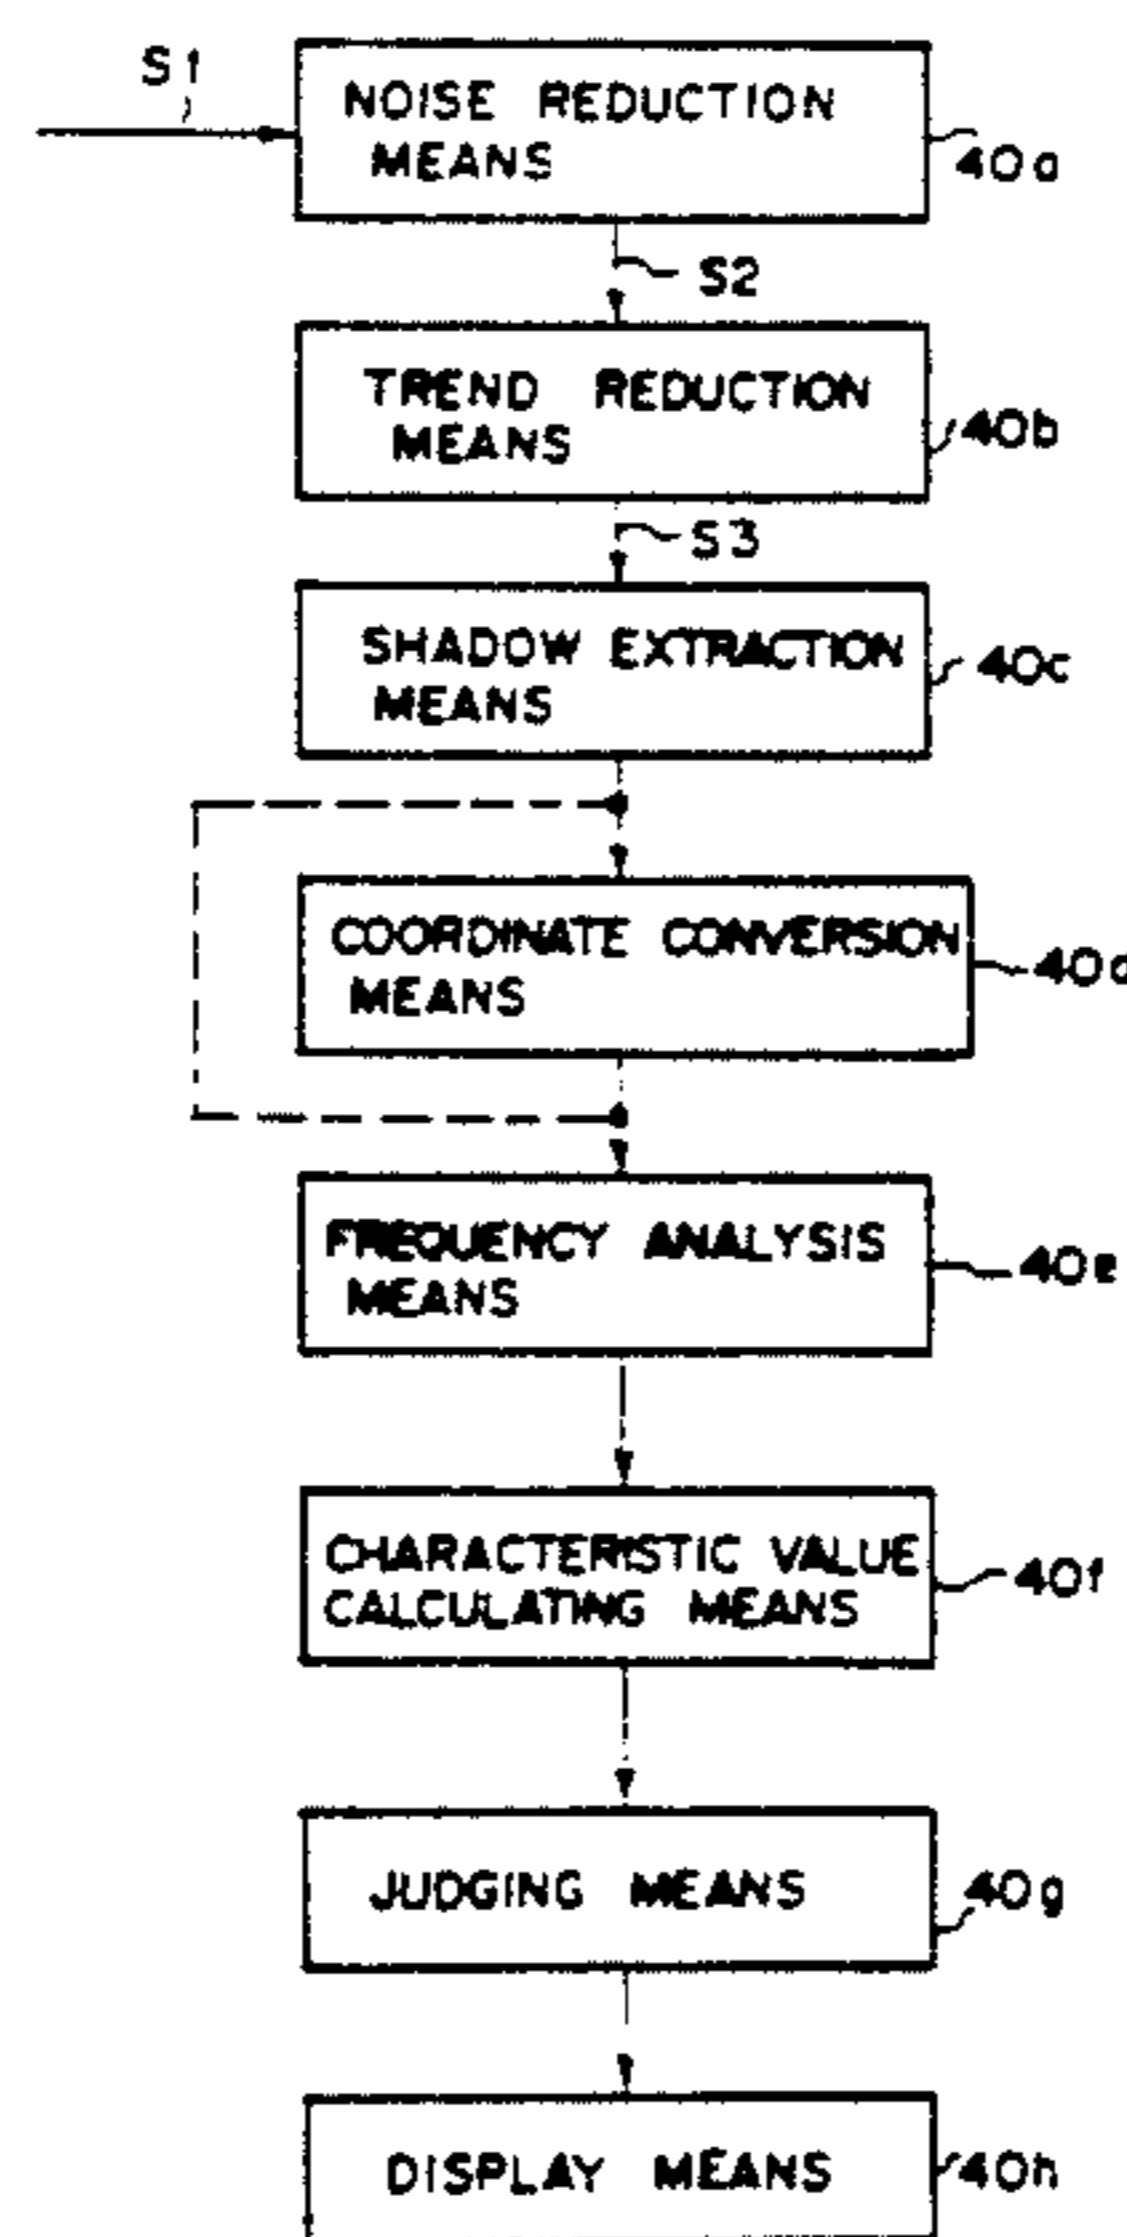 S1
NOISE REDUCTION
MEANS
40a
S2
TREND REDUCTION
MEANS
40b
S3
SHADOW EXTRACTION
MEANS
40c
COORDINATE CONVERSION
MEANS
40d
FREQUENCY ANALYSIS
MEANS
40e
CHARACTERISTIC VALUE
CALCULATING MEANS
40f
JUDGING MEANS
40g
DISPLAY MEANS
40h